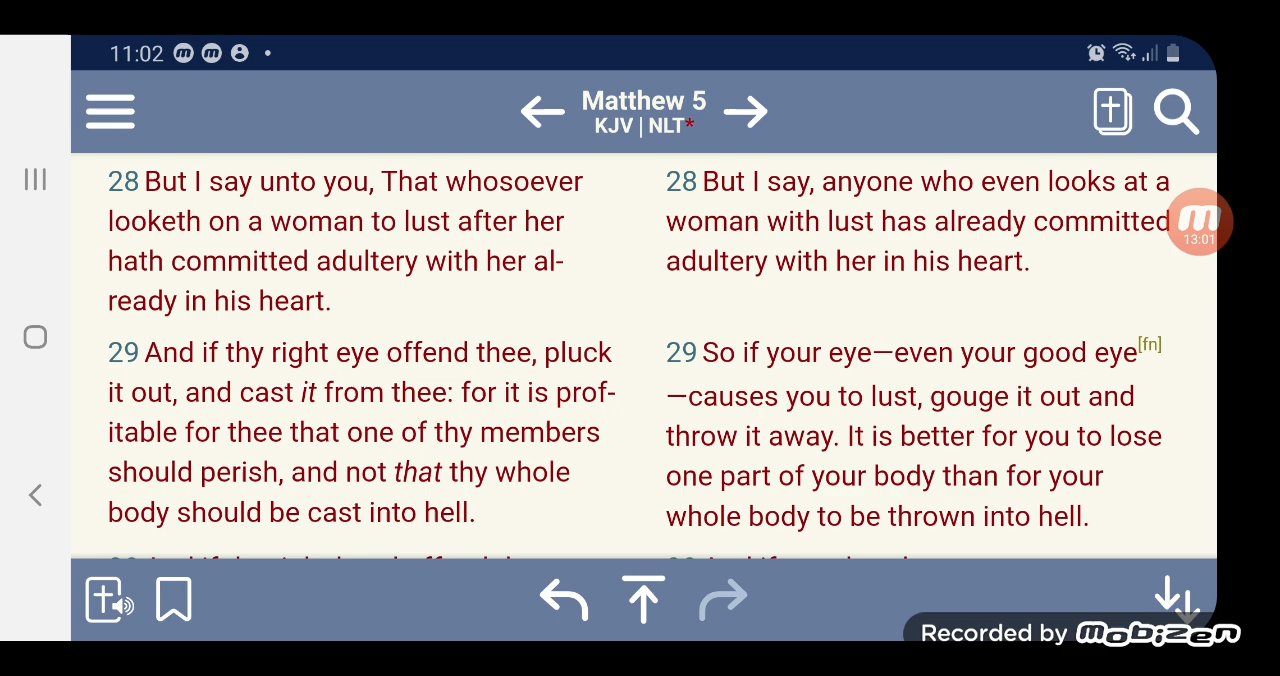 11:02
Matthew 5
KJV | NLT*
28 But I say unto you, That whosoever
looketh on a woman to lust after her
hath committed adultery with her al-
ready in his heart.
29 And if thy right eye offend thee, pluck
it out, and cast it from thee: for it is prof-
itable for thee that one of thy members
should perish, and not that thy whole
body should be cast into hell.
28 But I say, anyone who even looks at a
woman with lust has already committed
adultery with her in his heart.
29 So if your eye—even your good eye[fn]
—causes you to lust, gouge it out and
throw it away. It is better for you to lose
one part of your body than for your
whole body to be thrown into hell.
13:01
Recorded by Mobizen